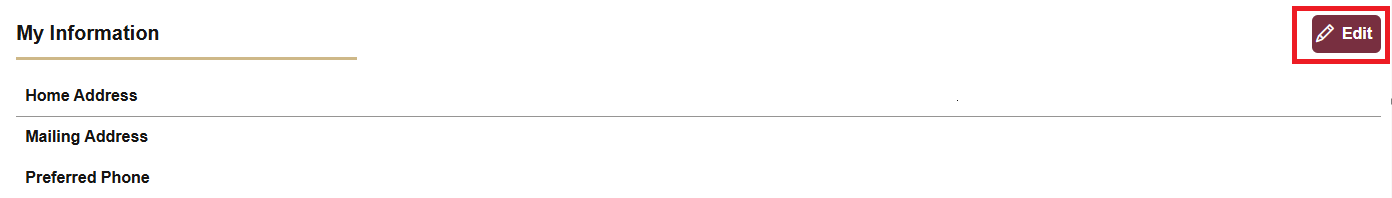 My Information
Edit
Home Address
Mailing Address
Preferred Phone